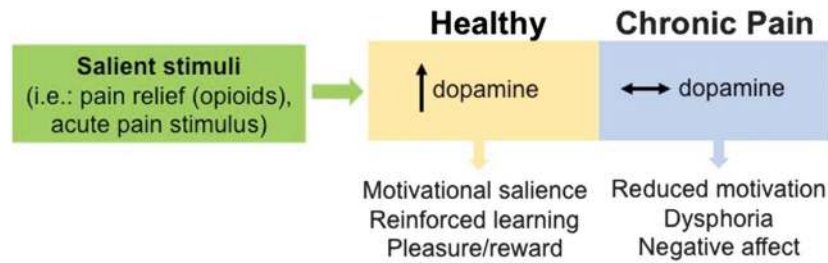 Healthy
Chronic Pain
Salient stimuli
(i.e.: pain relief (opioids),
acute pain stimulus)
dopamine
dopamine
Motivational salience
Reinforced learning
Pleasure/reward
Reduced motivation
Dysphoria
Negative affect